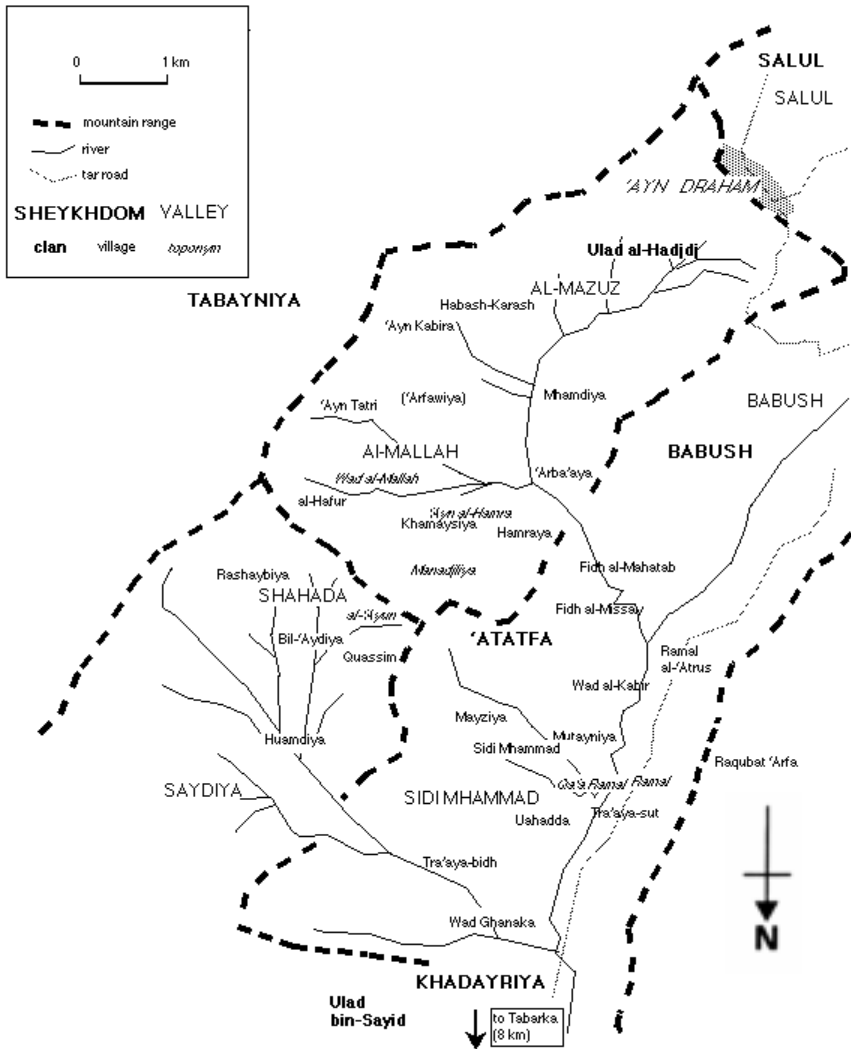 0 1 km
mountain range
river
tar road
SHEYKHDOM VALLEY
clan village toponym
SALUL
SALUL
'AYN DRAHAM
Ulad al-Hadjdj
TABAYNIYA
AL-MAZUZ
Habash-Karash
'Ayn Kabira
Mhamdiya
('Arfawiya)
'Ayn Tatri
BABUSH
BABUSH
Al-MALLAH
'Arba'aya
Wad al-Mallah
al-Hafur
'Ayn al-Hamra
Khamaysiya
Hamraya
Manadjliya
Fidh al-Mahatab
Rashaybiya
SHAHADA
Fidh al-Missay
al-'Ayun
Bil-'Aydiya
'ATATFA
Quassim
Ramal
al-'Atrus
Wad al-Kabir
Mayziya
Huamdiya
Mutayniya
Sidi Mhammad
Raqubat 'Arfa
Qa'a Ramal Ramal
SAYDIYA
SIDI MHAMMAD
Uahadda
Tra'aya-sut
Tra'aya-bidh
Wad Ghanaka
N
KHADAYRIYA
Ulad
bin-Sayid
to Tabarka
(8 km)